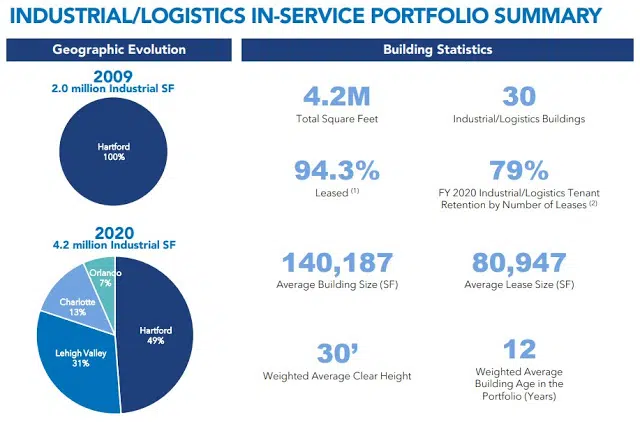 INDUSTRIAL/LOGISTICS IN-SERVICE PORTFOLIO SUMMARY
Geographic Evolution
2009
2.0 million Industrial SF
Hartford
100%
2020
4.2 million Industrial SF
Orlando
7%
Charlotte
13%
Hartford
49%
Lehigh Valley
31%
Building Statistics
4.2M
Total Square Feet
30
Industrial/Logistics Buildings
94.3%
Leased (1)
79%
FY 2020 Industrial/Logistics Tenant
Retention by Number of Leases (2)
140,187
Average Building Size (SF)
80,947
Average Lease Size (SF)
30’
Weighted Average Clear Height
12
Weighted Average
Building Age in the
Portfolio (Years)